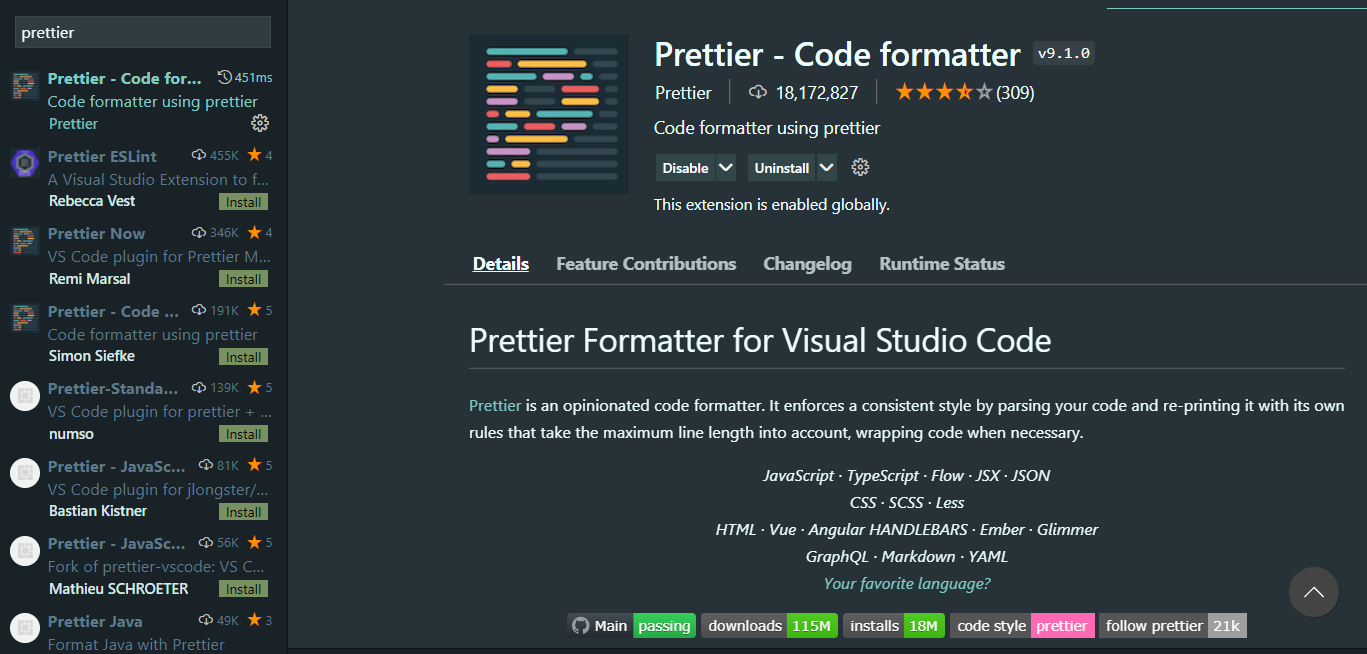 prettier
Prettier - Code for... 451ms
Code formatter using prettier
Prettier
Prettier ESLint 455K 4
A Visual Studio Extension to f...
Rebecca Vest Install
Prettier Now 346K 4
VS Code plugin for Prettier M...
Remi Marsal Install
Prettier - Code ... 191K 5
Code formatter using prettier
Simon Siefke Install
Prettier-Standa... 139K 5
VS Code plugin for prettier + ...
numso Install
Prettier - JavaSc... 81K 5
VS Code plugin for jlongster/...
Bastian Kistner Install
Prettier - JavaSc... 56K 5
Fork of prettier-vscode: VS C...
Mathieu SCHROETER Install
Prettier Java 49K 3
Format Java with Prettier
Prettier - Code formatter v9.1.0
Prettier 18,172,827 (309)
Code formatter using prettier
Disable Uninstall
This extension is enabled globally.
Details Feature Contributions Changelog Runtime Status
Prettier Formatter for Visual Studio Code
Prettier is an opinionated code formatter. It enforces a consistent style by parsing your code and re-printing it with its own
rules that take the maximum line length into account, wrapping code when necessary.
JavaScript · TypeScript · Flow · JSX · JSON
CSS · SCSS · Less
HTML · Vue · Angular HANDLEBARS · Ember · Glimmer
GraphQL · Markdown · YAML
Your favorite language?
Main passing downloads 115M installs 18M code style prettier follow prettier 21k